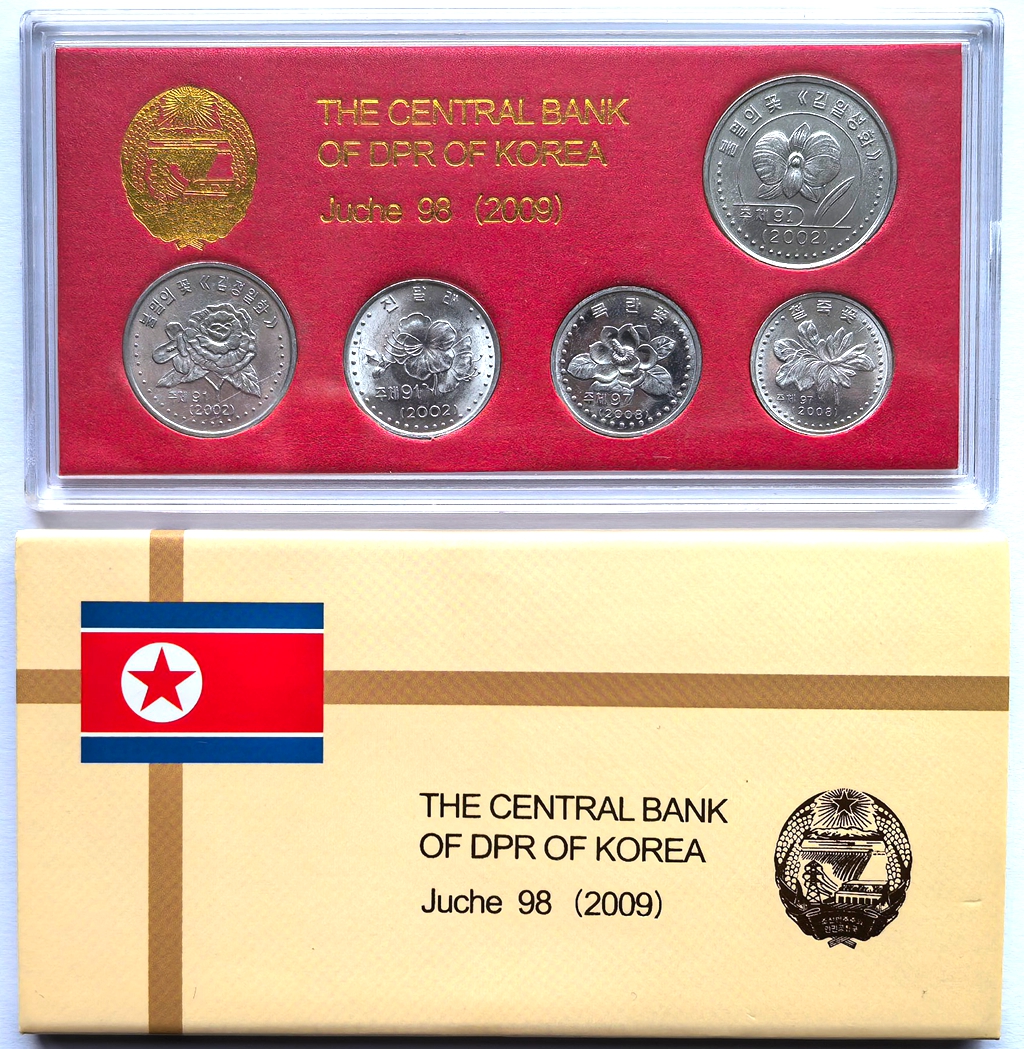 THE CENTRAL BANK
OF DPR OF KOREA
Juche 98 (2009)
불멸의 꽃 《김일성화》
주체 91
(2002)
불멸의 꽃 《김정일화》
주체 91
(2002)
진달래
주체 91
(2002)
목란꽃
주체 97
(2008)
철쭉꽃
주체 97
(2008)
THE CENTRAL BANK
OF DPR OF KOREA
Juche 98 (2009)